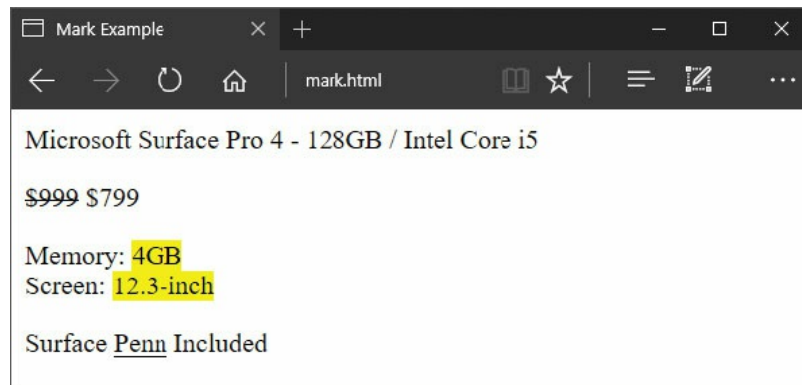 Mark Example
mark.html
Microsoft Surface Pro 4 - 128GB / Intel Core i5
$999 $799
Memory: 4GB
Screen: 12.3-inch
Surface Penn Included